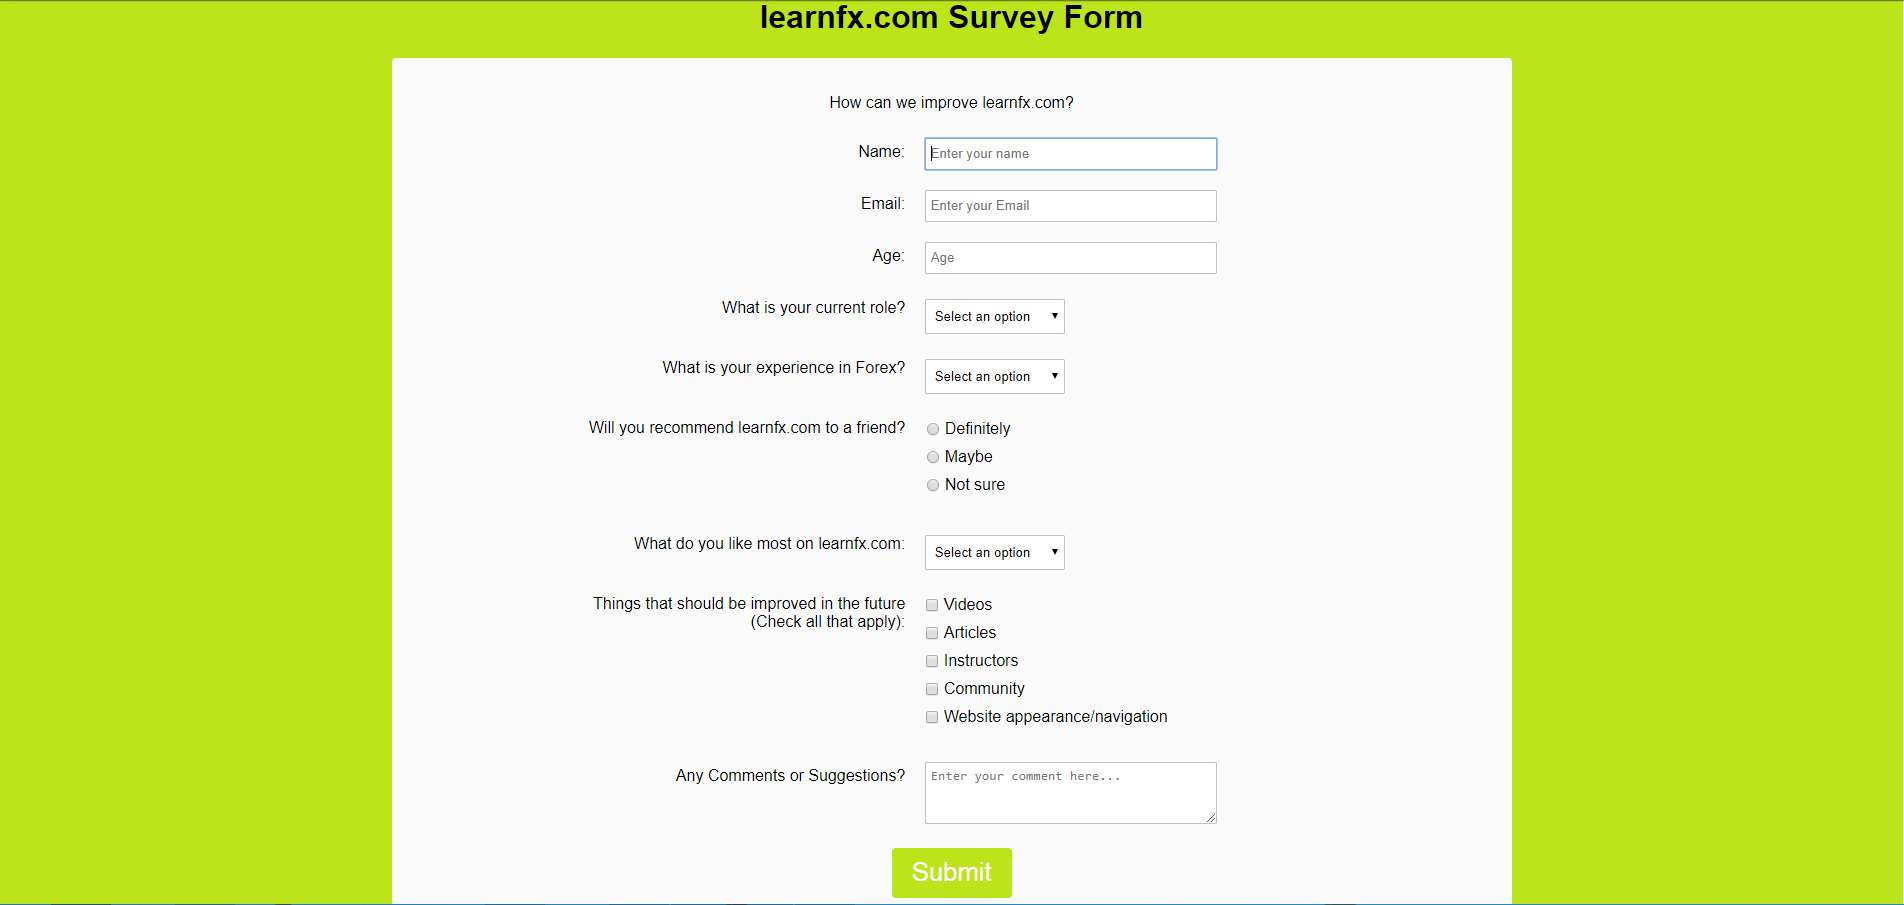 learnfx.com Survey Form
How can we improve learnfx.com?
Name: Enter your name
Email: Enter your Email
Age: Age
What is your current role? Select an option
What is your experience in Forex? Select an option
Will you recommend learnfx.com to a friend? Definitely
Maybe
Not sure
What do you like most on learnfx.com: Select an option
Things that should be improved in the future
(Check all that apply):
Videos
Articles
Instructors
Community
Website appearance/navigation
Any Comments or Suggestions? Enter your comment here...
Submit